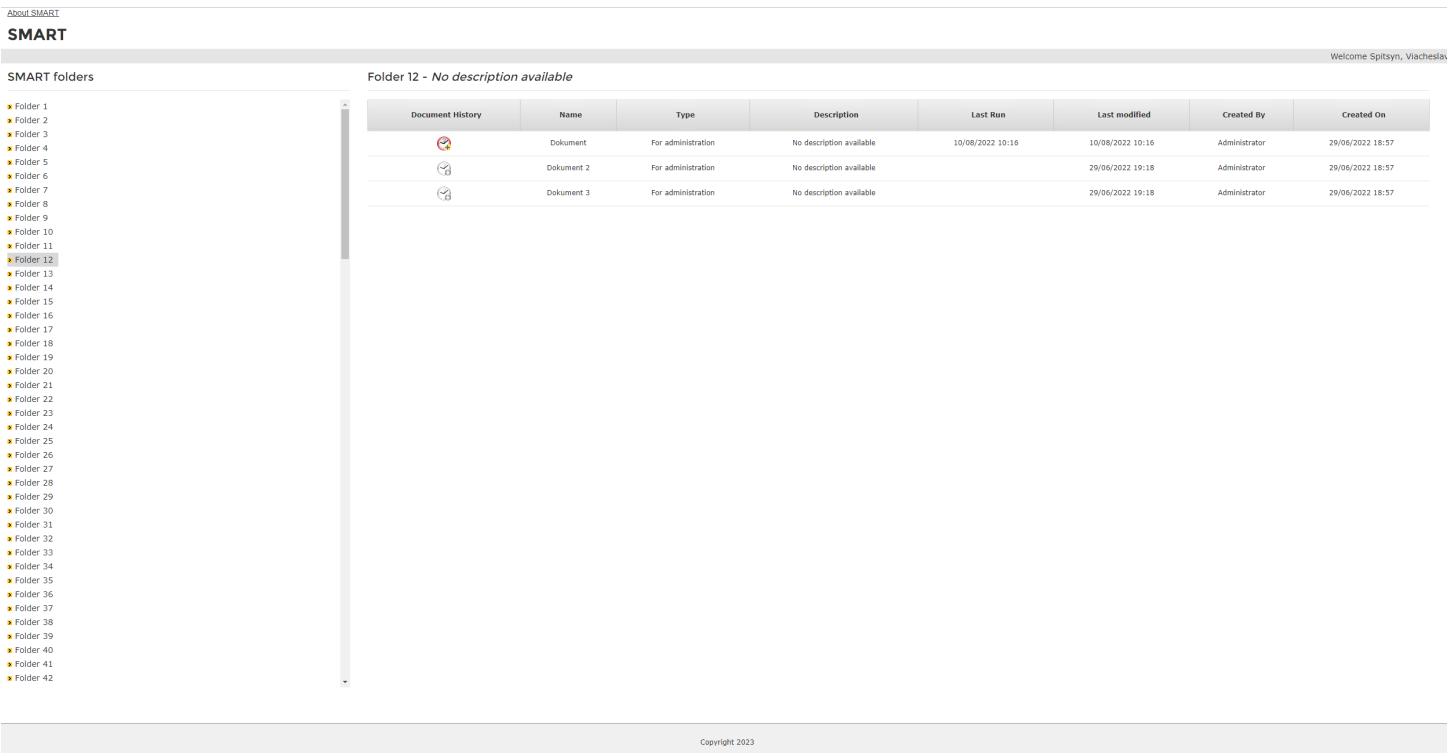 About SMART
SMART
Welcome Spitsyn, Viacheslav
SMART folders
Folder 1
Folder 2
Folder 3
Folder 4
Folder 5
Folder 6
Folder 7
Folder 8
Folder 9
Folder 10
Folder 11
Folder 12
Folder 13
Folder 14
Folder 15
Folder 16
Folder 17
Folder 18
Folder 19
Folder 20
Folder 21
Folder 22
Folder 23
Folder 24
Folder 25
Folder 26
Folder 27
Folder 28
Folder 29
Folder 30
Folder 31
Folder 32
Folder 33
Folder 34
Folder 35
Folder 36
Folder 37
Folder 38
Folder 39
Folder 40
Folder 41
Folder 42
Folder 12 - No description available
Document History Name Type Description Last Run Last modified Created By Created On
Dokument For administration No description available 10/08/2022 10:16 10/08/2022 10:16 Administrator 29/06/2022 18:57
Dokument 2 For administration No description available 29/06/2022 19:18 Administrator 29/06/2022 18:57
Dokument 3 For administration No description available 29/06/2022 19:18 Administrator 29/06/2022 18:57
Copyright 2023